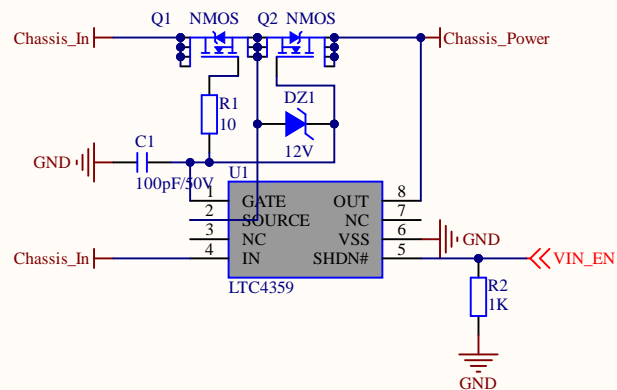 Q1 NMOS Q2 NMOS
Chassis_In
Chassis_Power
R1
10
DZ1
12V
C1
GND
100pF/50V
U1
1 GATE OUT 8
2 SOURCE NC 7
3 NC VSS 6
4 IN SHDN# 5
GND
Chassis_In
VIN_EN
LTC4359
R2
1K
GND